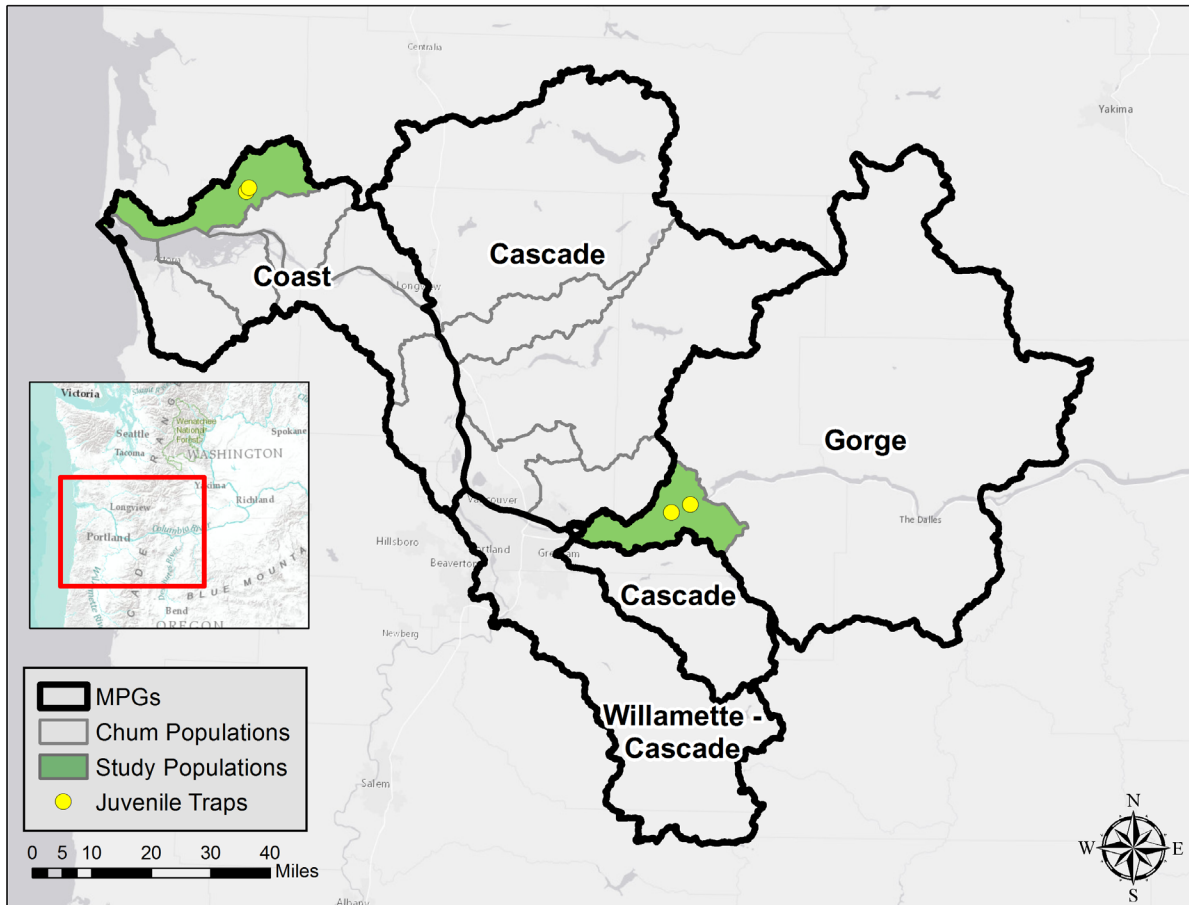 Centralia
Yakima
Cascade
Coast
Longview
Gorge
Victoria
Seattle
Tacoma
Wenatchee
National
Forest
Spokane
WASHINGTON
Yakima
Richland
Longview
Columbia River
Portland
BLUE MOUNTA
Bend
OREGON
Vancouver
The Dalles
Hillsboro
Portland
Gresham
Beaverton
Cascade
Newberg
Willamette -
Cascade
MPGs
Chum Populations
Study Populations
Juvenile Traps
Salem
0 5 10 20 30 40
Miles
Albany
N
W E
S